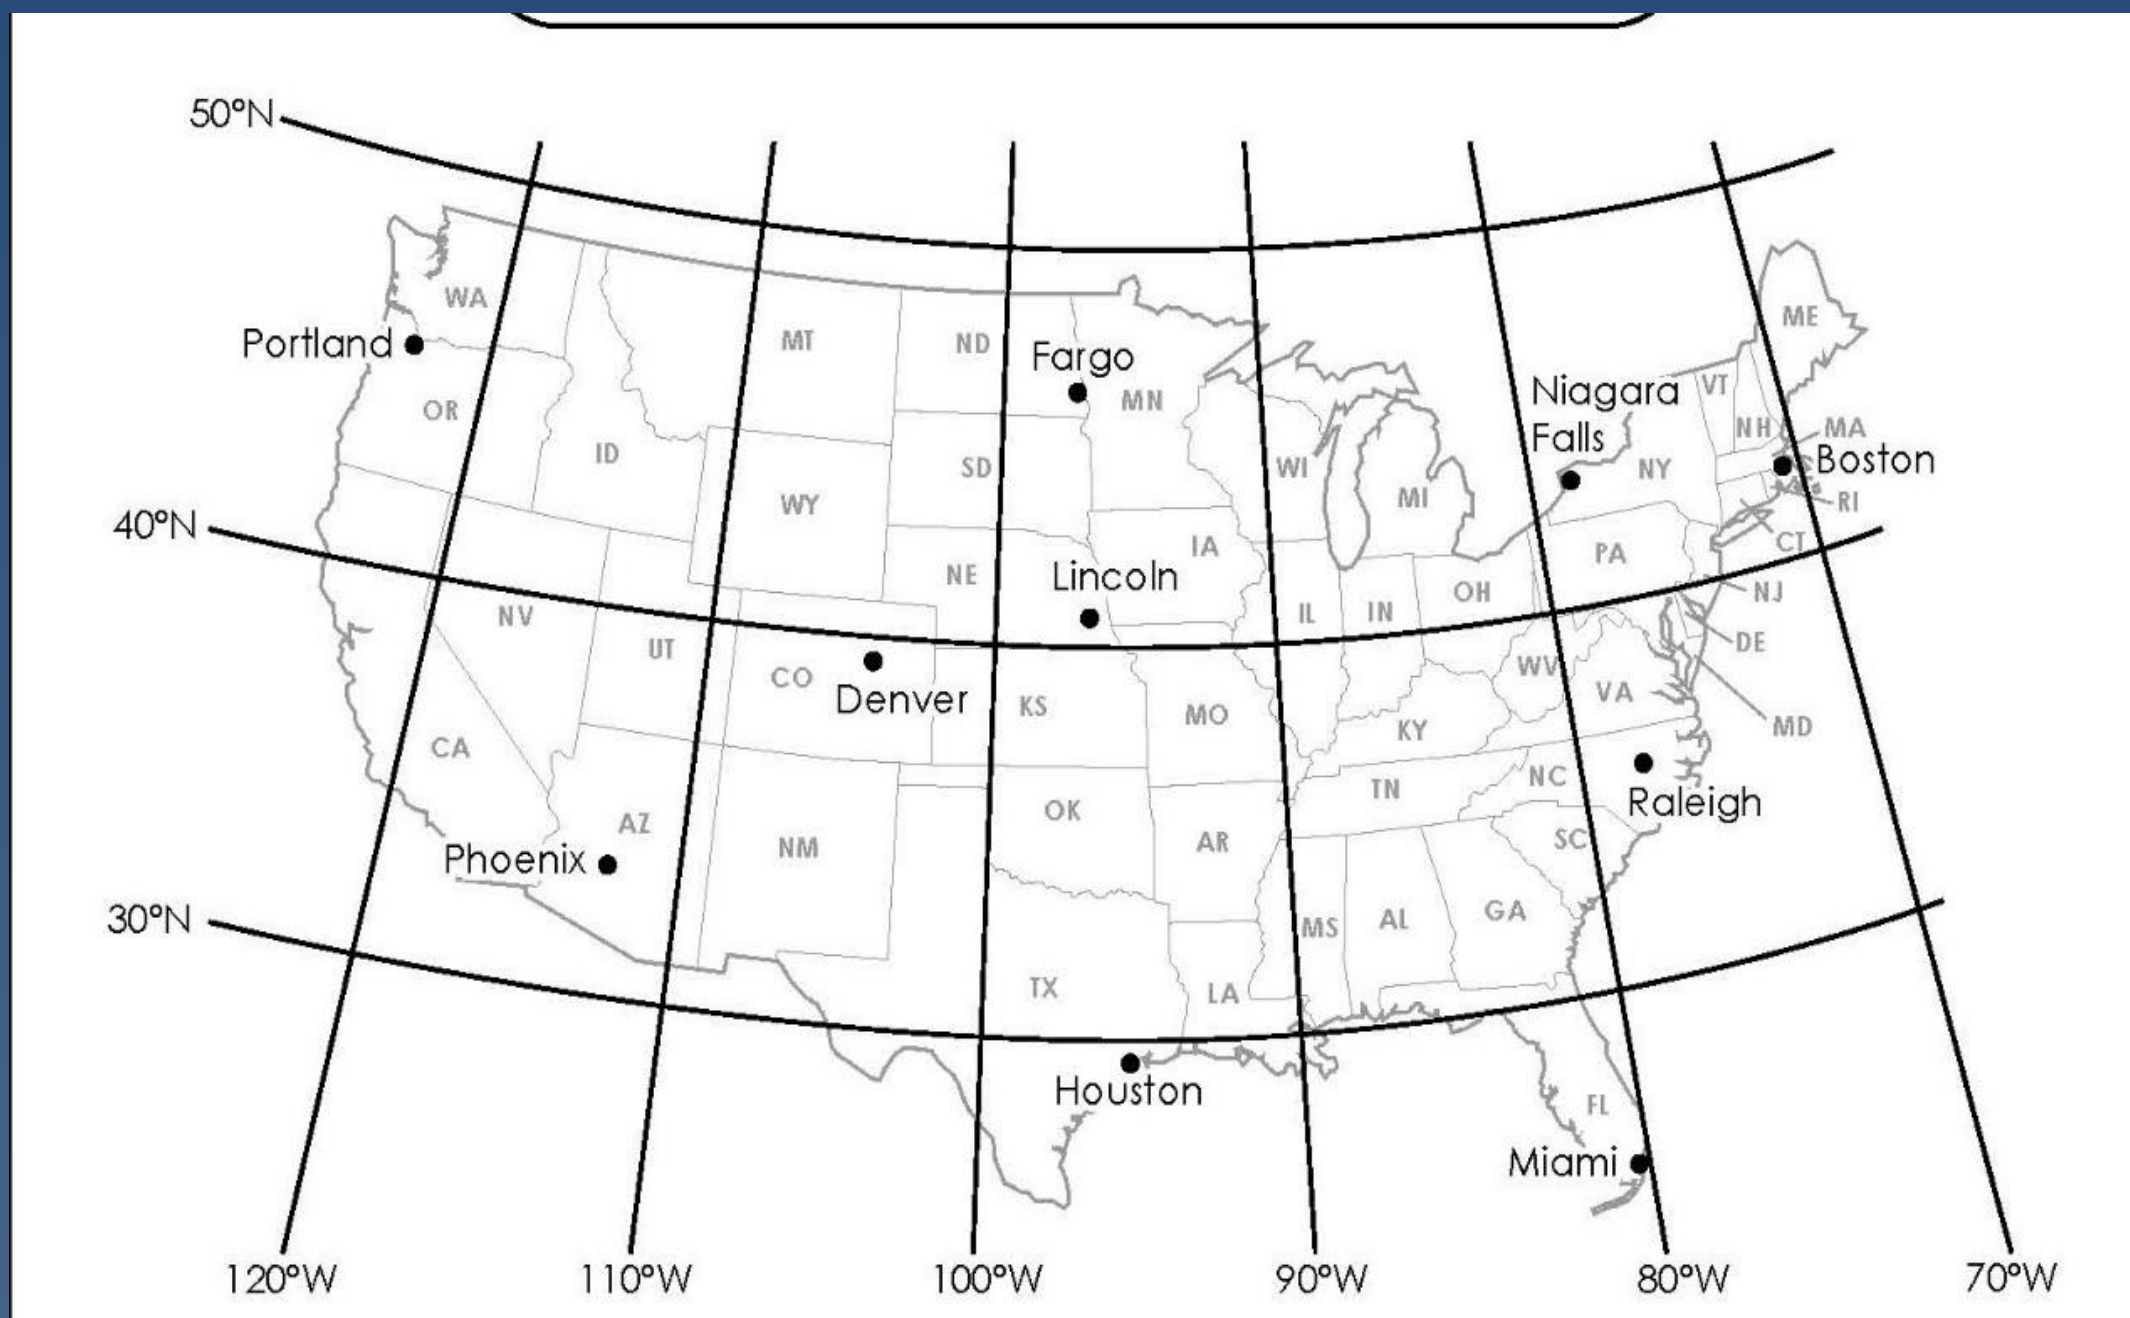 50°N
WA
ME
Portland
MT
ND
Fargo
MN
VT
Niagara
Falls
OR
NH
MA
ID
SD
WI
NY
Boston
MI
WY
RI
40°N
IA
CT
PA
NE
Lincoln
OH
NJ
NV
IL
IN
UT
DE
CO
WV
Denver
VA
KS
MO
MD
KY
CA
NC
TN
Raleigh
OK
AZ
SC
NM
AR
Phoenix
GA
30°N
AL
MS
TX
LA
Houston
FL
Miami
120°W
110°W
100°W
90°W
80°W
70°W